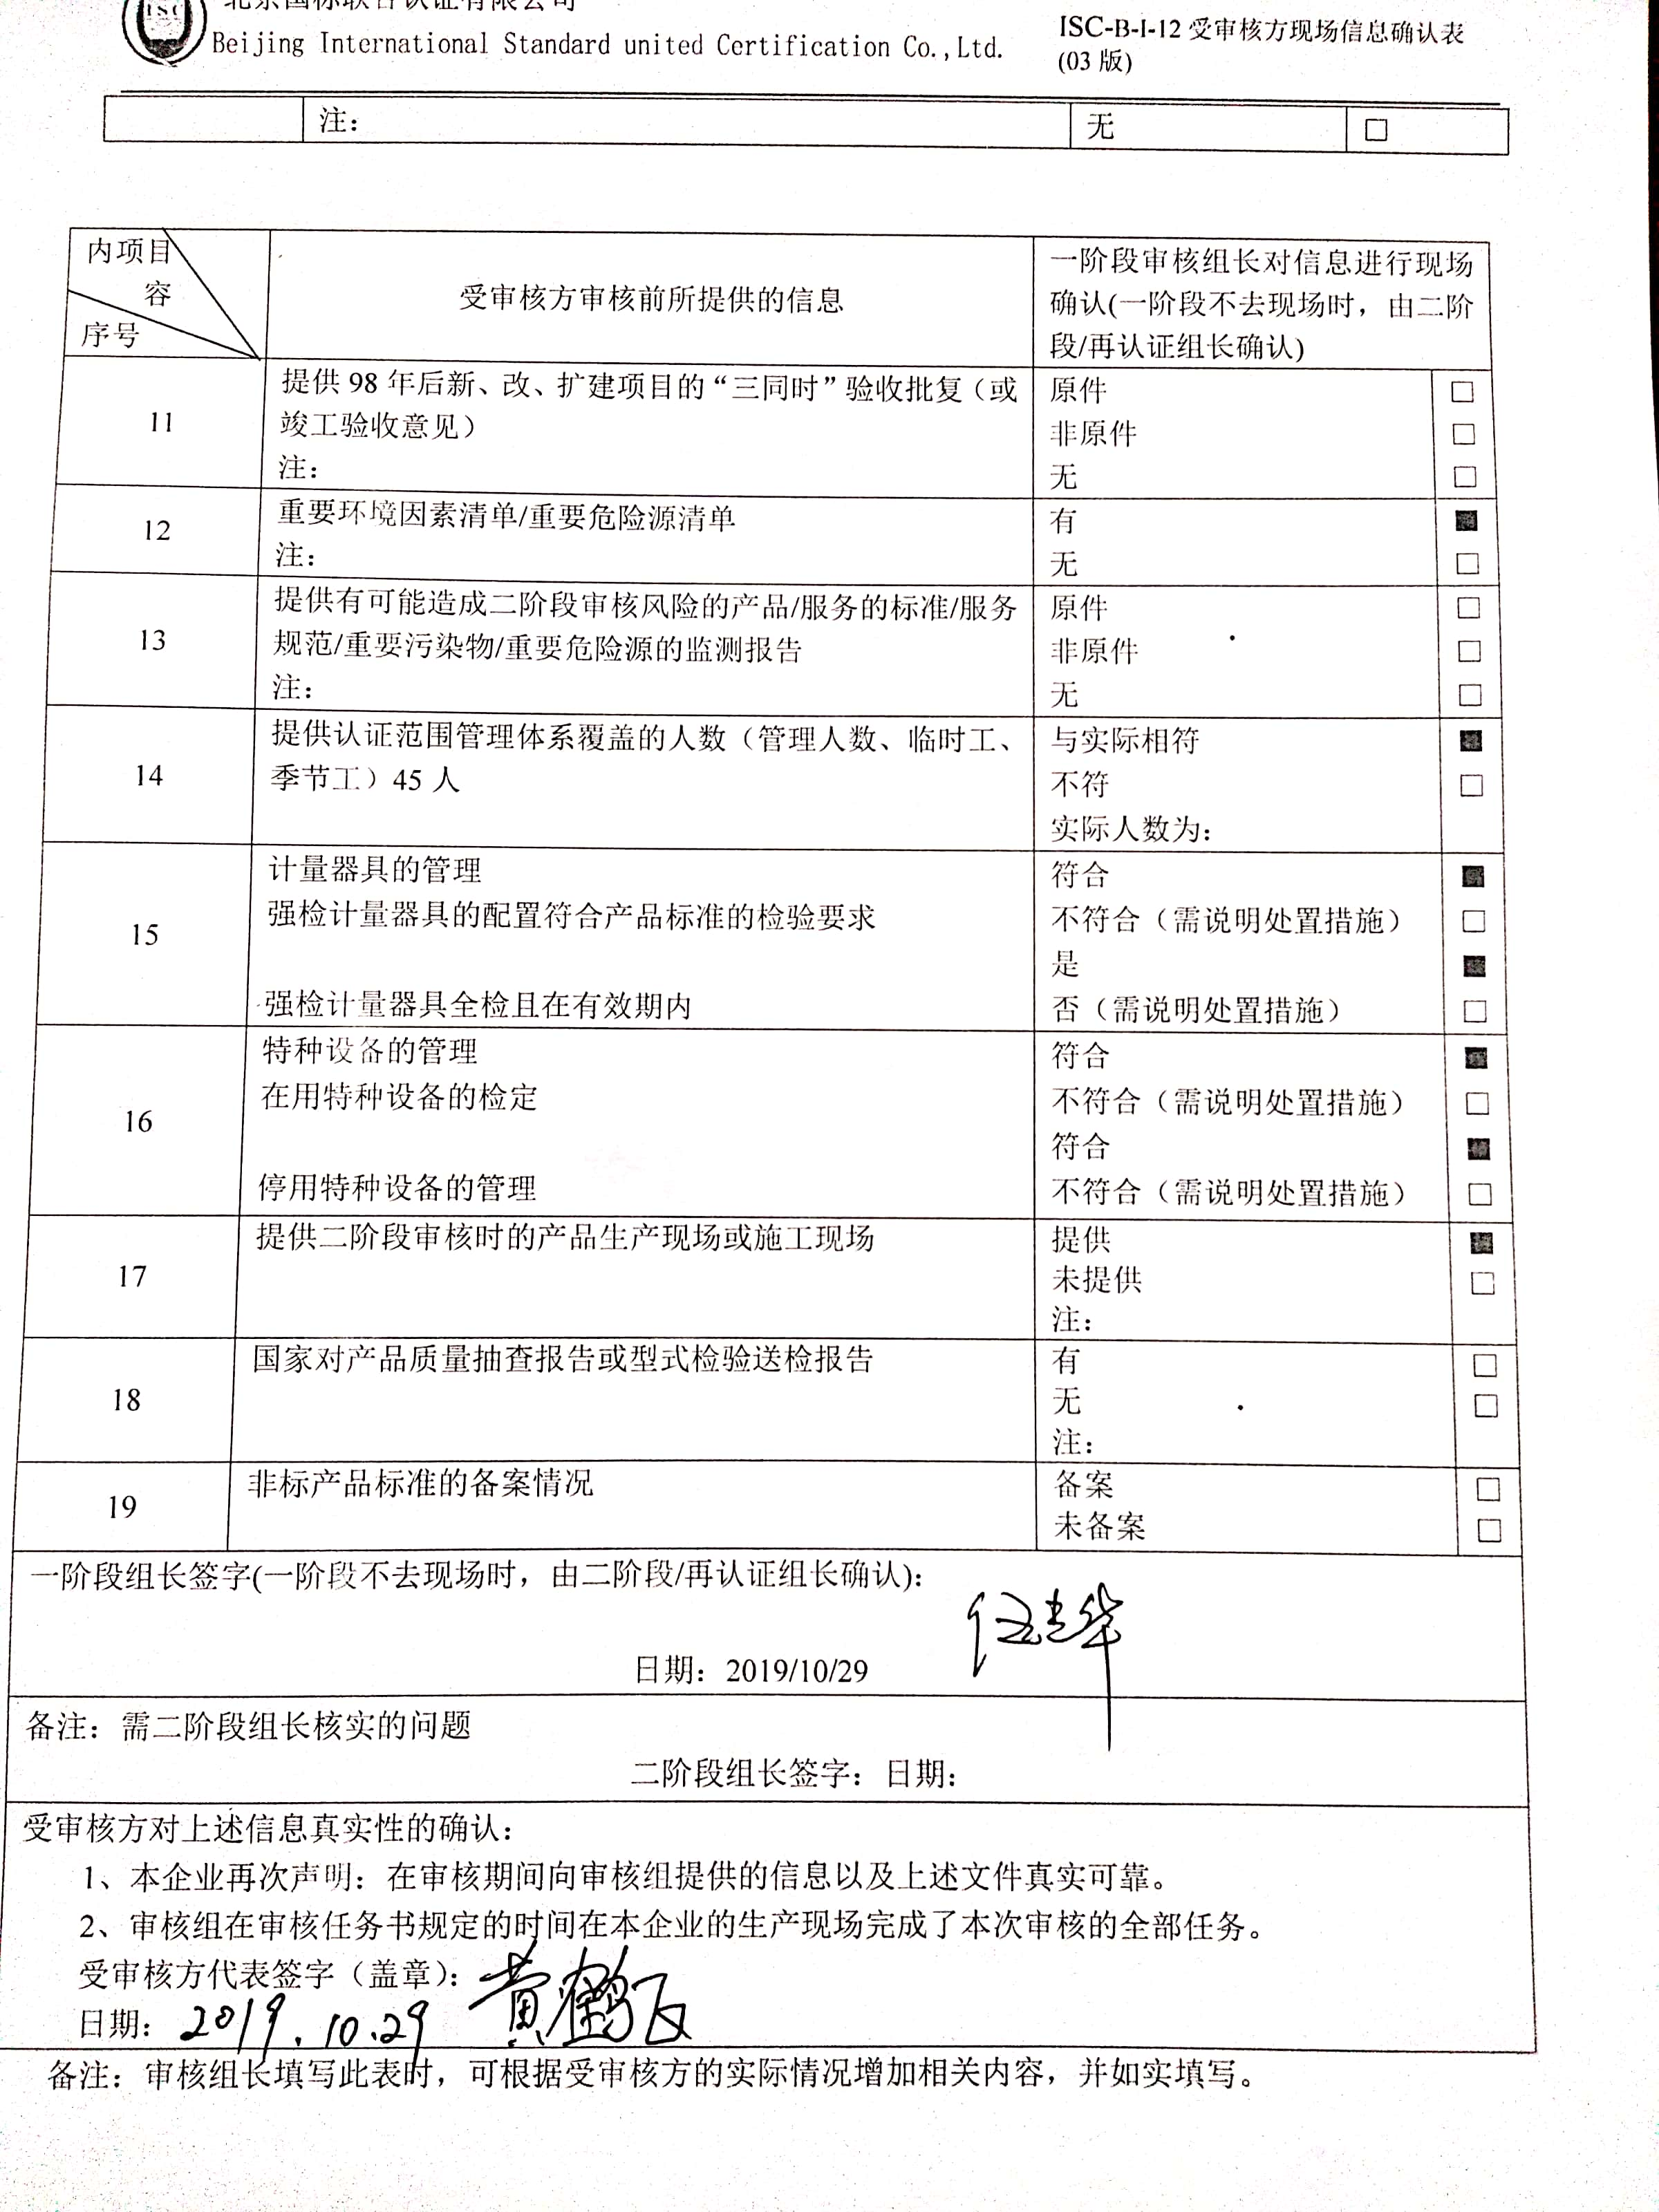 北京国标联合认证有限公司
ISC
Beijing International Standard united Certification Co.,Ltd.
ISC-B-I-12 受审核方现场信息确认表
(03 版)
注： 无 □
内项目
容
序号
受审核方审核前所提供的信息
一阶段审核组长对信息进行现场
确认(一阶段不去现场时，由二阶
段/再认证组长确认)
11
提供 98 年后新、改、扩建项目的“三同时”验收批复（或
竣工验收意见）
注：
原件 □
非原件 □
无 □
12
重要环境因素清单/重要危险源清单
注：
有 ■
无 □
13
提供有可能造成二阶段审核风险的产品/服务的标准/服务
规范/重要污染物/重要危险源的监测报告
注：
原件 □
非原件 □
无 □
14
提供认证范围管理体系覆盖的人数（管理人数、临时工、
季节工）45 人
与实际相符 ■
不符 □
实际人数为：
15
计量器具的管理
强检计量器具的配置符合产品标准的检验要求
强检计量器具全检且在有效期内
符合 ■
不符合（需说明处置措施） □
是 ■
否（需说明处置措施） □
16
特种设备的管理
在用特种设备的检定
停用特种设备的管理
符合 ■
不符合（需说明处置措施） □
符合 ■
不符合（需说明处置措施） □
17
提供二阶段审核时的产品生产现场或施工现场
提供 ■
未提供 □
注：
18
国家对产品质量抽查报告或型式检验送检报告
有 □
无 □
注：
19
非标产品标准的备案情况
备案 □
未备案 □
一阶段组长签字(一阶段不去现场时，由二阶段/再认证组长确认)：
日期：2019/10/29
备注：需二阶段组长核实的问题
二阶段组长签字：日期：
受审核方对上述信息真实性的确认：
1、本企业再次声明：在审核期间向审核组提供的信息以及上述文件真实可靠。
2、审核组在审核任务书规定的时间在本企业的生产现场完成了本次审核的全部任务。
受审核方代表签字（盖章）：黄鹤飞
日期：2019.10.29
备注：审核组长填写此表时，可根据受审核方的实际情况增加相关内容，并如实填写。